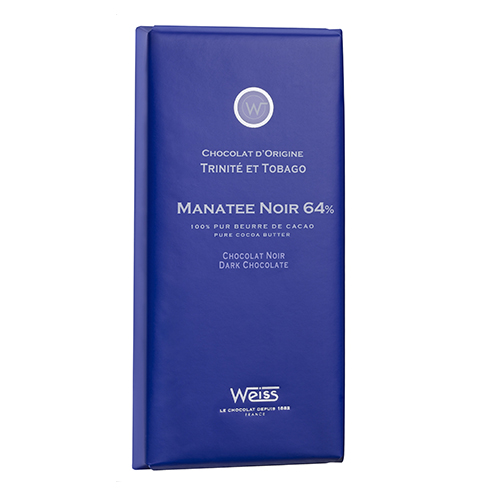 W
CHOCOLAT D'ORIGINE
TRINITÉ ET TOBAGO
MANATEE NOIR 64%
100% PUR BEURRE DE CACAO
PURE COCOA BUTTER
CHOCOLAT NOIR
DARK CHOCOLATE
Weiss
LE CHOCOLAT DEPUIS 1882
FRANCE